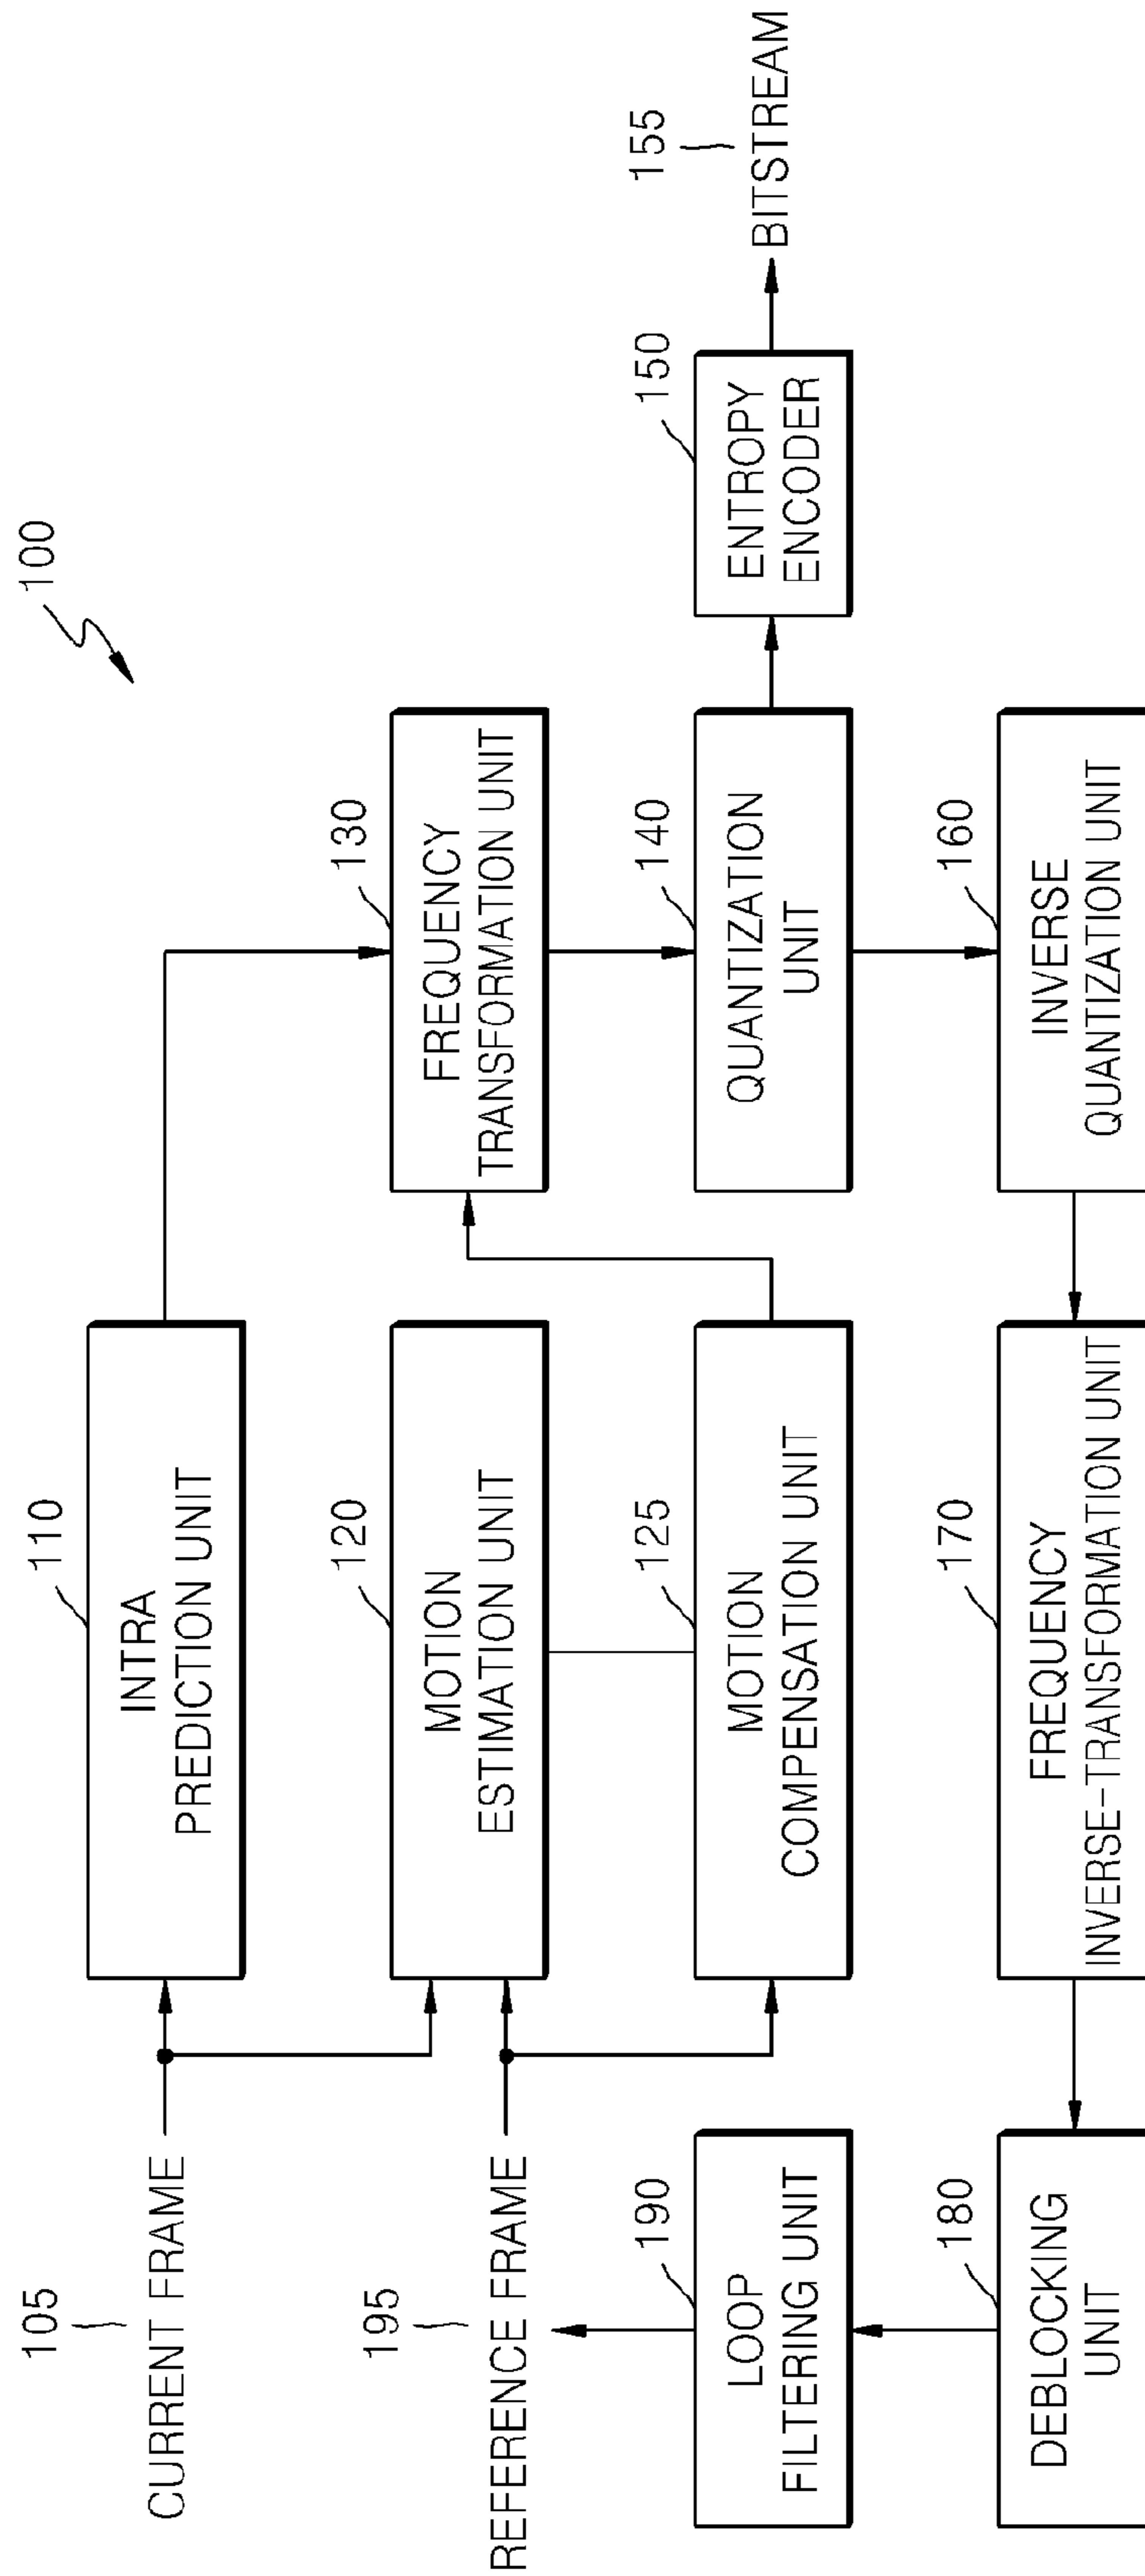 100
105
CURRENT FRAME
110
INTRA
PREDICTION UNIT
195
REFERENCE FRAME
120
MOTION
ESTIMATION UNIT
130
FREQUENCY
TRANSFORMATION UNIT
190
LOOP
FILTERING UNIT
125
MOTION
COMPENSATION UNIT
140
QUANTIZATION
UNIT
150
ENTROPY
ENCODER
155
BITSTREAM
180
DEBLOCKING
UNIT
170
FREQUENCY
INVERSE-TRANSFORMATION UNIT
160
INVERSE
QUANTIZATION UNIT